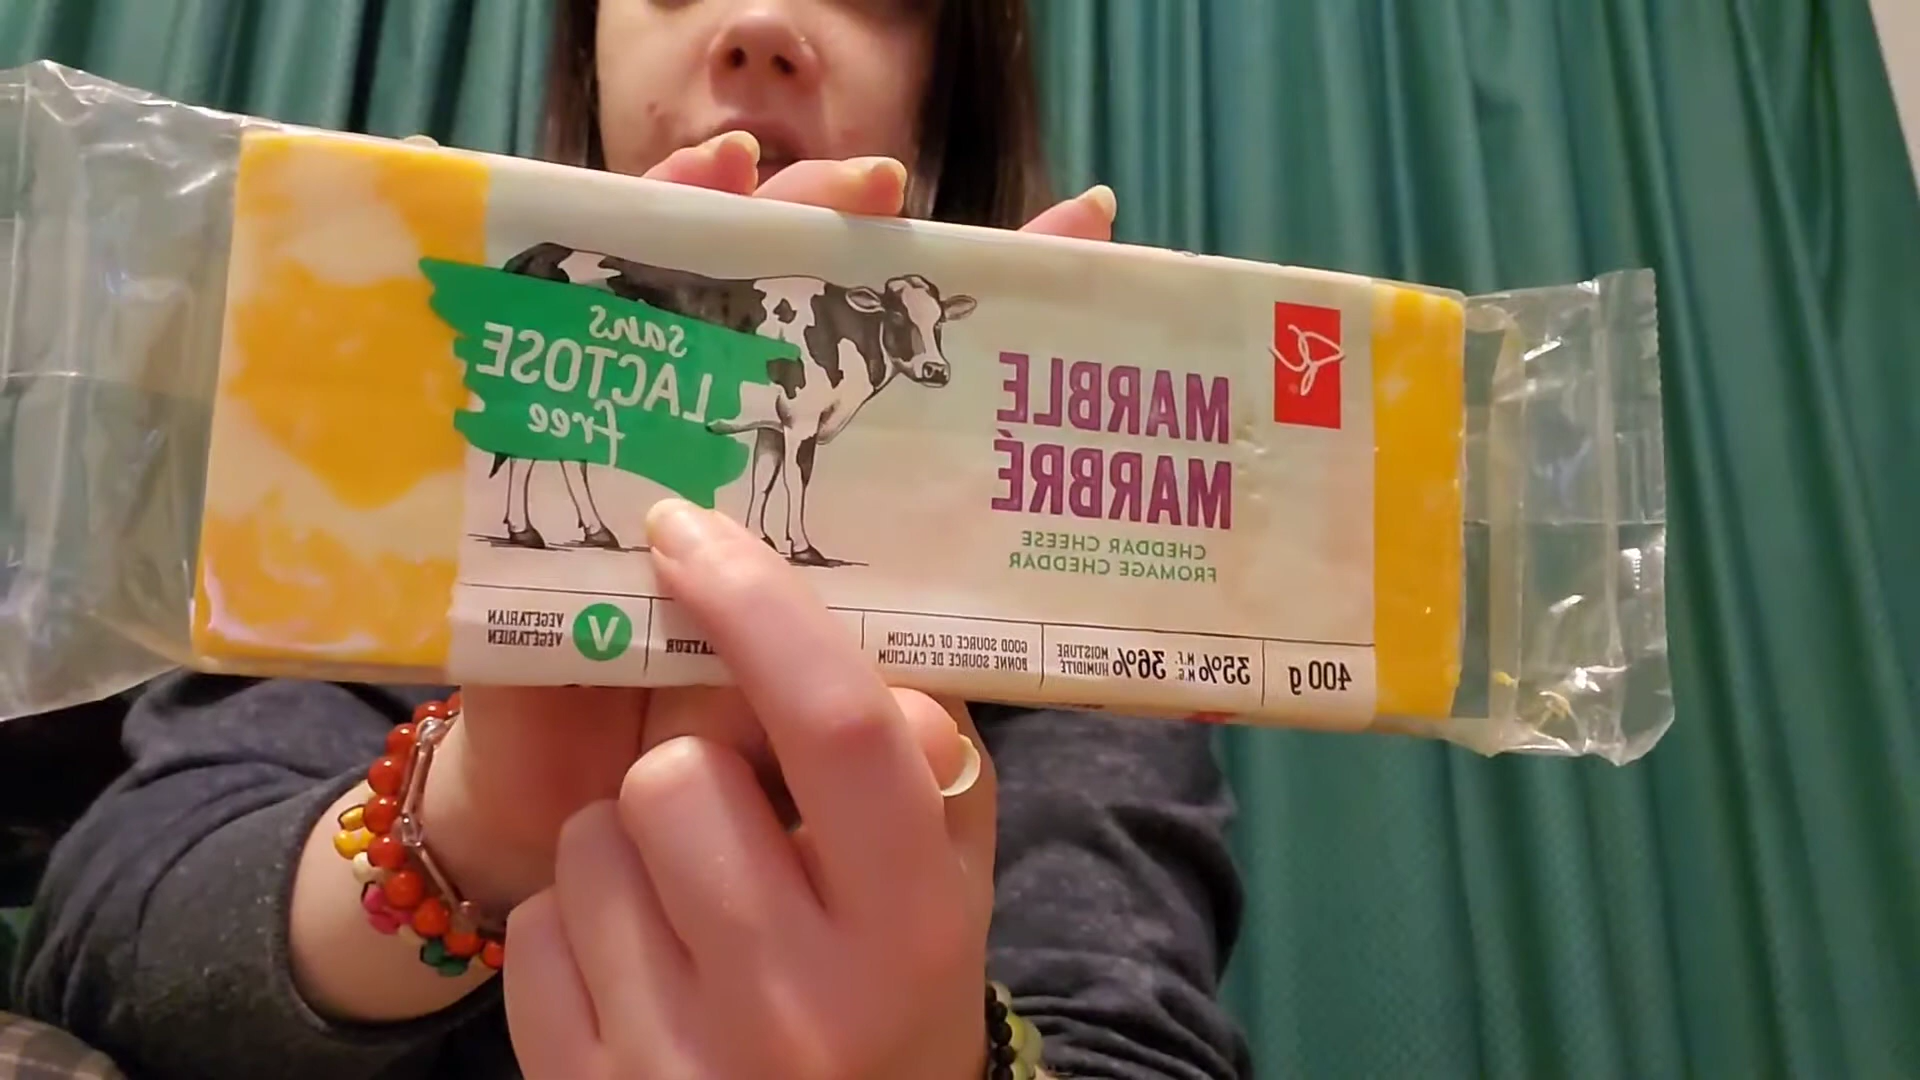 PC
MARBLE
MARBRÉ
CHEDDAR CHEESE
FROMAGE CHEDDAR
sans
LACTOSE
free
400 g
35% M.F. M.G. 36% MOISTURE HUMIDITÉ
GOOD SOURCE OF CALCIUM
BONNE SOURCE DE CALCIUM
V
VEGETARIAN
VÉGÉTARIEN